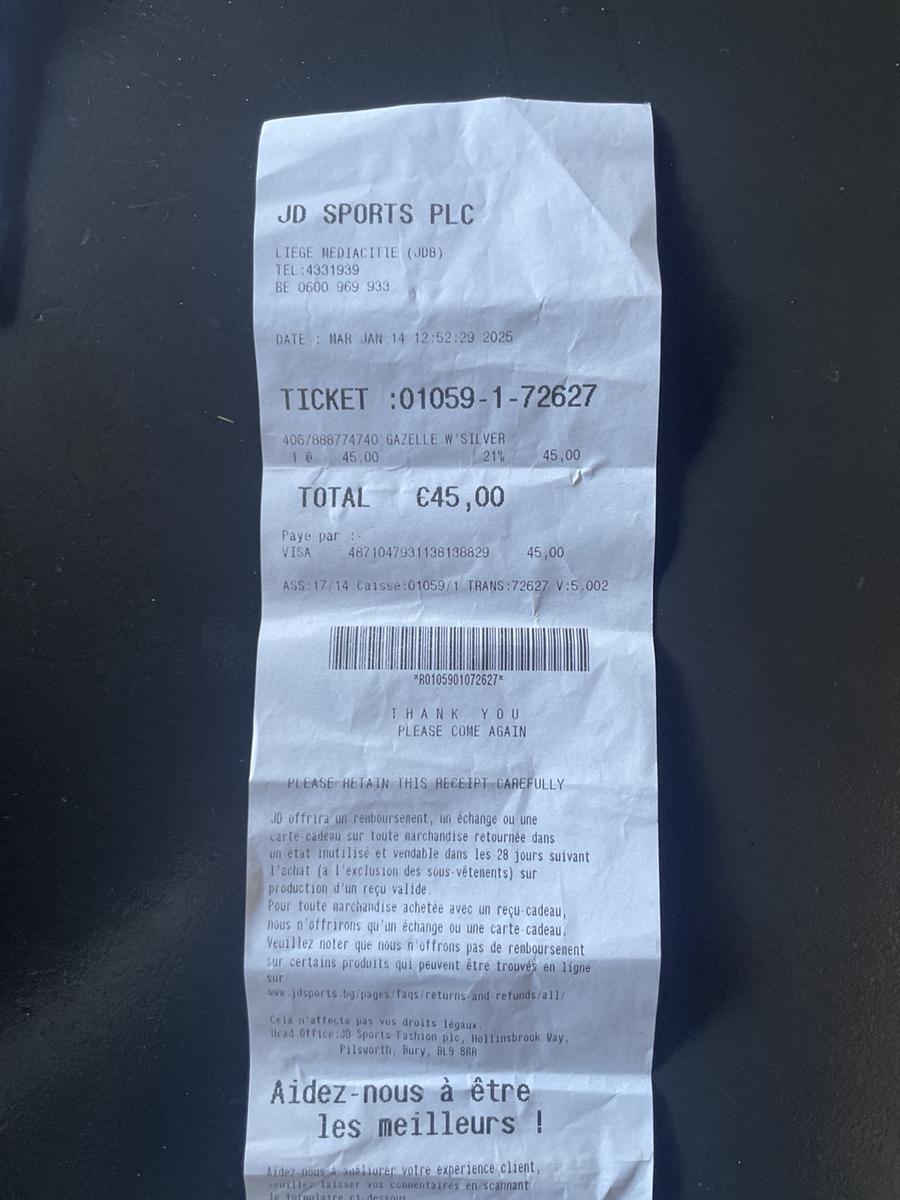 JD SPORTS PLC
LIEGE MEDIACITIE (JDB)
TEL:4331939
BE 0600 969 933
DATE : MAR JAN 14 12:52:29 2025
TICKET :01059-1-72627
4067888774740 GAZELLE W'SILVER
1 @ 45,00 21% 45,00
TOTAL €45,00
Paye par :-
VISA 4871047931138138829 45,00
ASS:17/14 Caisse:01059/1 TRANS:72627 V:5.002
*R0105901072627*
T H A N K Y O U
PLEASE COME AGAIN
PLEASE RETAIN THIS RECEIPT CAREFULLY
JD offrira un remboursement, un échange ou une
carte-cadeau sur toute marchandise retournée dans
un état inutilisé et vendable dans les 28 jours suivant
l'achat (à l'exclusion des sous-vêtements) sur
production d'un reçu valide.
Pour toute marchandise achetée avec un reçu-cadeau,
nous n'offrirons qu'un échange ou une carte-cadeau.
Veuillez noter que nous n'offrons pas de remboursement
sur certains produits qui peuvent être trouvés en ligne
sur
www.jdsports.bg/pages/faqs/returns-and-refunds/all/
Cela n'affecte pas vos droits légaux.
Head Office:JD Sports Fashion plc, Hollinsbrook Way,
Pilsworth, Bury, BL9 8RR
Aidez-nous à être
les meilleurs !
Aidez-nous à améliorer votre expérience client,
veuillez laisser vos commentaires en scannant
le formulaire ci-dessous